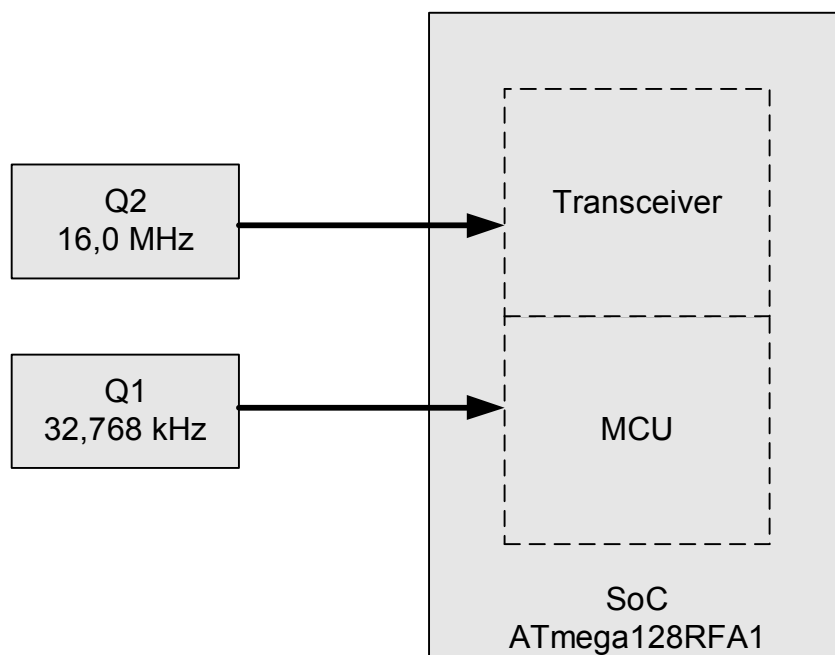 Q2
16,0 MHz
Transceiver
Q1
32,768 kHz
MCU
SoC
ATmega128RFA1